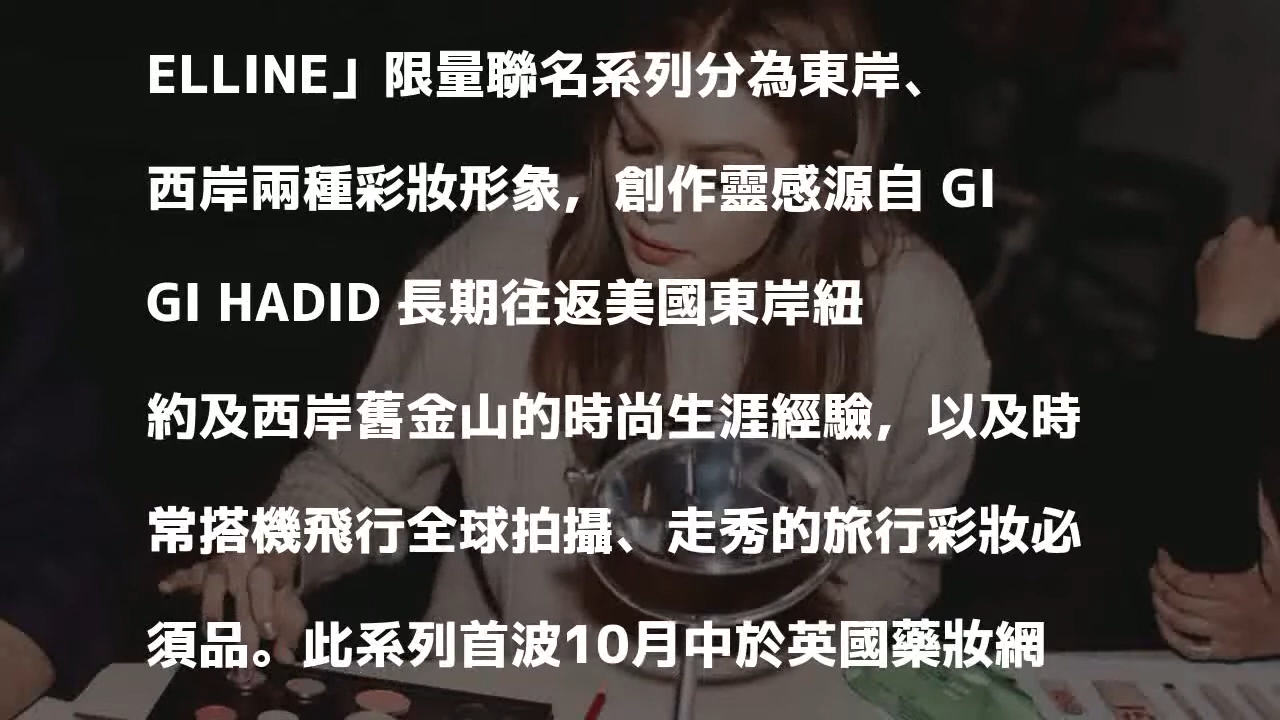 ELLINE」限量聯名系列分為東岸、
西岸兩種彩妝形象，創作靈感源自 GI
GI HADID 長期往返美國東岸紐
約及西岸舊金山的時尚生涯經驗，以及時
常搭機飛行全球拍攝、走秀的旅行彩妝必
須品。此系列首波10月中於英國藥妝網